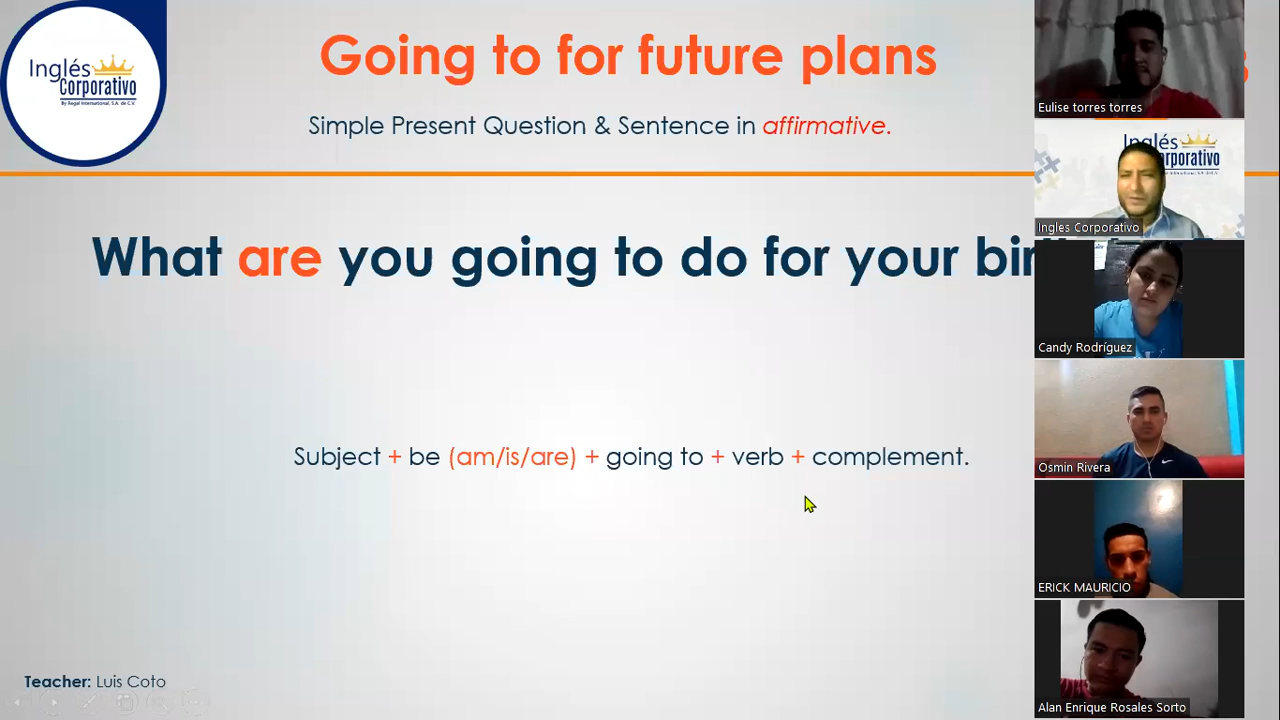 Inglés
Corporativo
By Regal International, S.A. de C.V.
Going to for future plans
Simple Present Question & Sentence in affirmative.
What are you going to do for your
Subject + be (am/is/are) + going to + verb + complement.
Teacher: Luis Coto
Eulise torres torres
Inglés
Ingles Corporativo
Candy Rodríguez
Osmin Rivera
ERICK MAURICIO
Alan Enrique Rosales Sorto